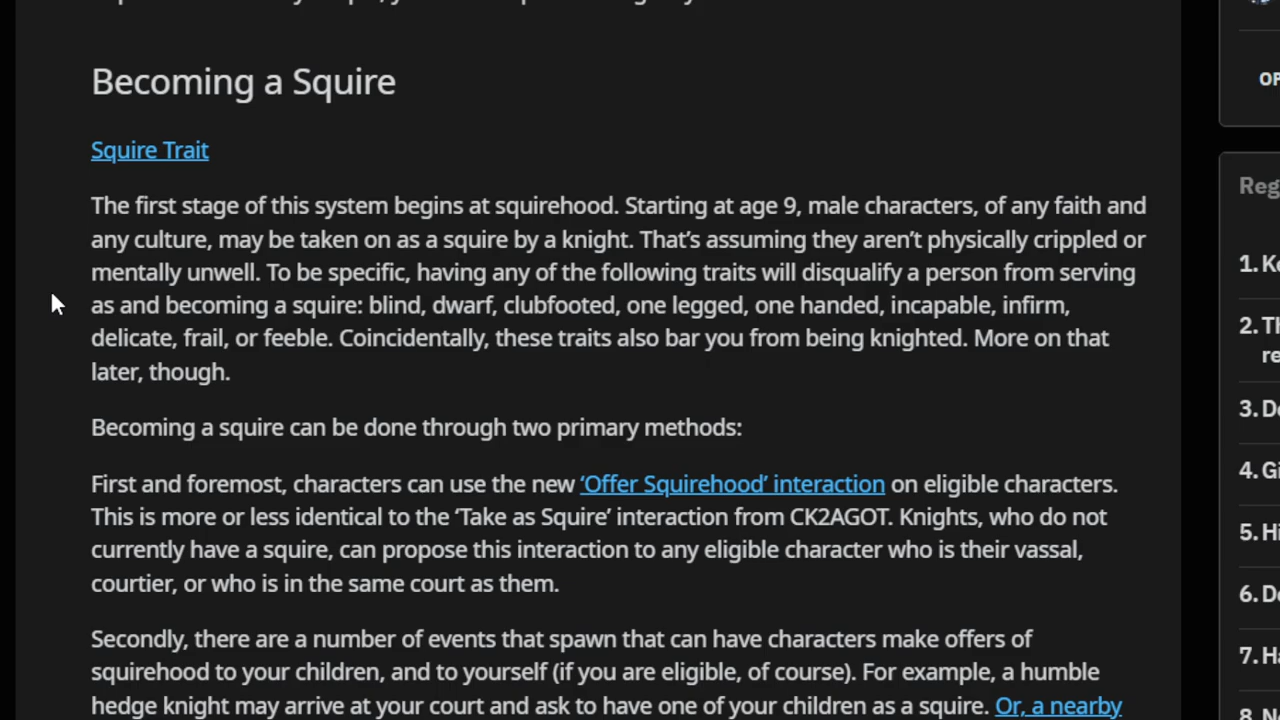 Becoming a Squire
Squire Trait
The first stage of this system begins at squirehood. Starting at age 9, male characters, of any faith and
any culture, may be taken on as a squire by a knight. That’s assuming they aren’t physically crippled or
mentally unwell. To be specific, having any of the following traits will disqualify a person from serving
as and becoming a squire: blind, dwarf, clubfooted, one legged, one handed, incapable, infirm,
delicate, frail, or feeble. Coincidentally, these traits also bar you from being knighted. More on that
later, though.
Becoming a squire can be done through two primary methods:
First and foremost, characters can use the new ‘Offer Squirehood’ interaction on eligible characters.
This is more or less identical to the ‘Take as Squire’ interaction from CK2AGOT. Knights, who do not
currently have a squire, can propose this interaction to any eligible character who is their vassal,
courtier, or who is in the same court as them.
Secondly, there are a number of events that spawn that can have characters make offers of
squirehood to your children, and to yourself (if you are eligible, of course). For example, a humble
hedge knight may arrive at your court and ask to have one of your children as a squire. Or, a nearby
1.
2.
3.
4.
5.
6.
7.
8.